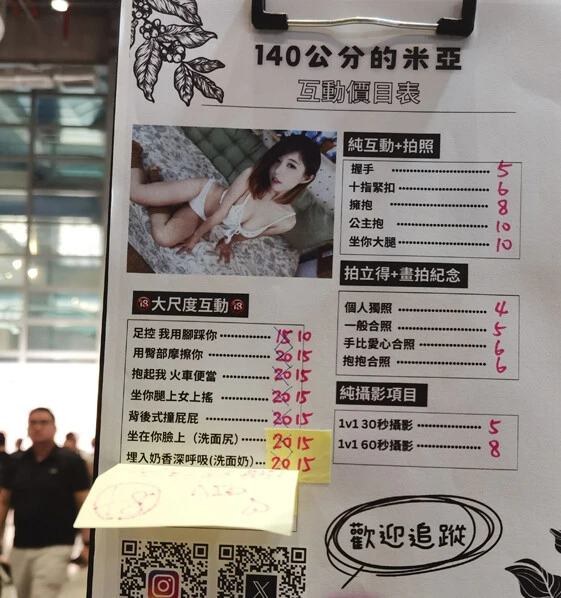 140公分的米亞
互動價目表
純互動+拍照
握手 5
十指緊扣 6
擁抱 8
公主抱 10
坐你大腿 10
拍立得+畫拍紀念
個人獨照 4
一般合照 5
手比愛心合照 6
抱抱合照 6
純攝影項目
1v1 30秒攝影 5
1v1 60秒攝影 8
18 大尺度互動 18
足控 我用腳踩你 15 10
用臀部摩擦你 20 15
抱起我 火車便當 20 15
坐你腿上女上搖 20 15
背後式撞屁屁 20 15
坐在你臉上（洗面尻） 20 15
埋入奶香深呼吸(洗面奶) 20 15
歡迎追蹤